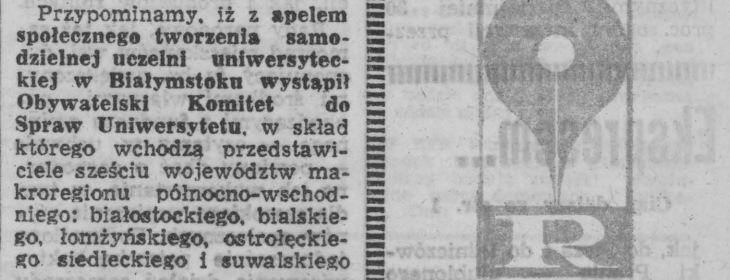 Przypominamy, iż z apelem
społecznego tworzenia samo-
dzielnej uczelni uniwersytec-
kiej w Białymstoku wystąpił
Obywatelski Komitet do
Spraw Uniwersytetu, w skład
którego wchodzą przedstawi-
ciele sześciu województw ma-
kroregionu północno-wschod-
niego: białostockiego, bialskie-
go, łomżyńskiego, ostrołęckie-
go siedleckiego i suwalskiego
R